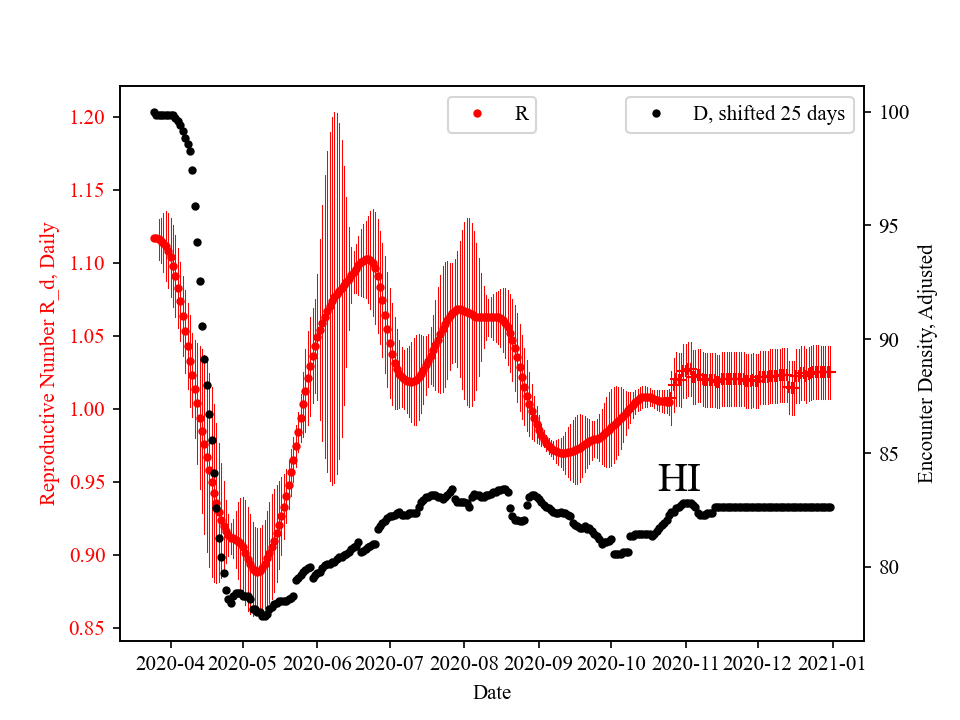 R
D, shifted 25 days
1.20
1.15
1.10
1.05
1.00
0.95
0.90
0.85
Reproductive Number R_d, Daily
100
95
90
85
80
Encounter Density, Adjusted
HI
2020-04 2020-05 2020-06 2020-07 2020-08 2020-09 2020-10 2020-11 2020-12 2021-01
Date